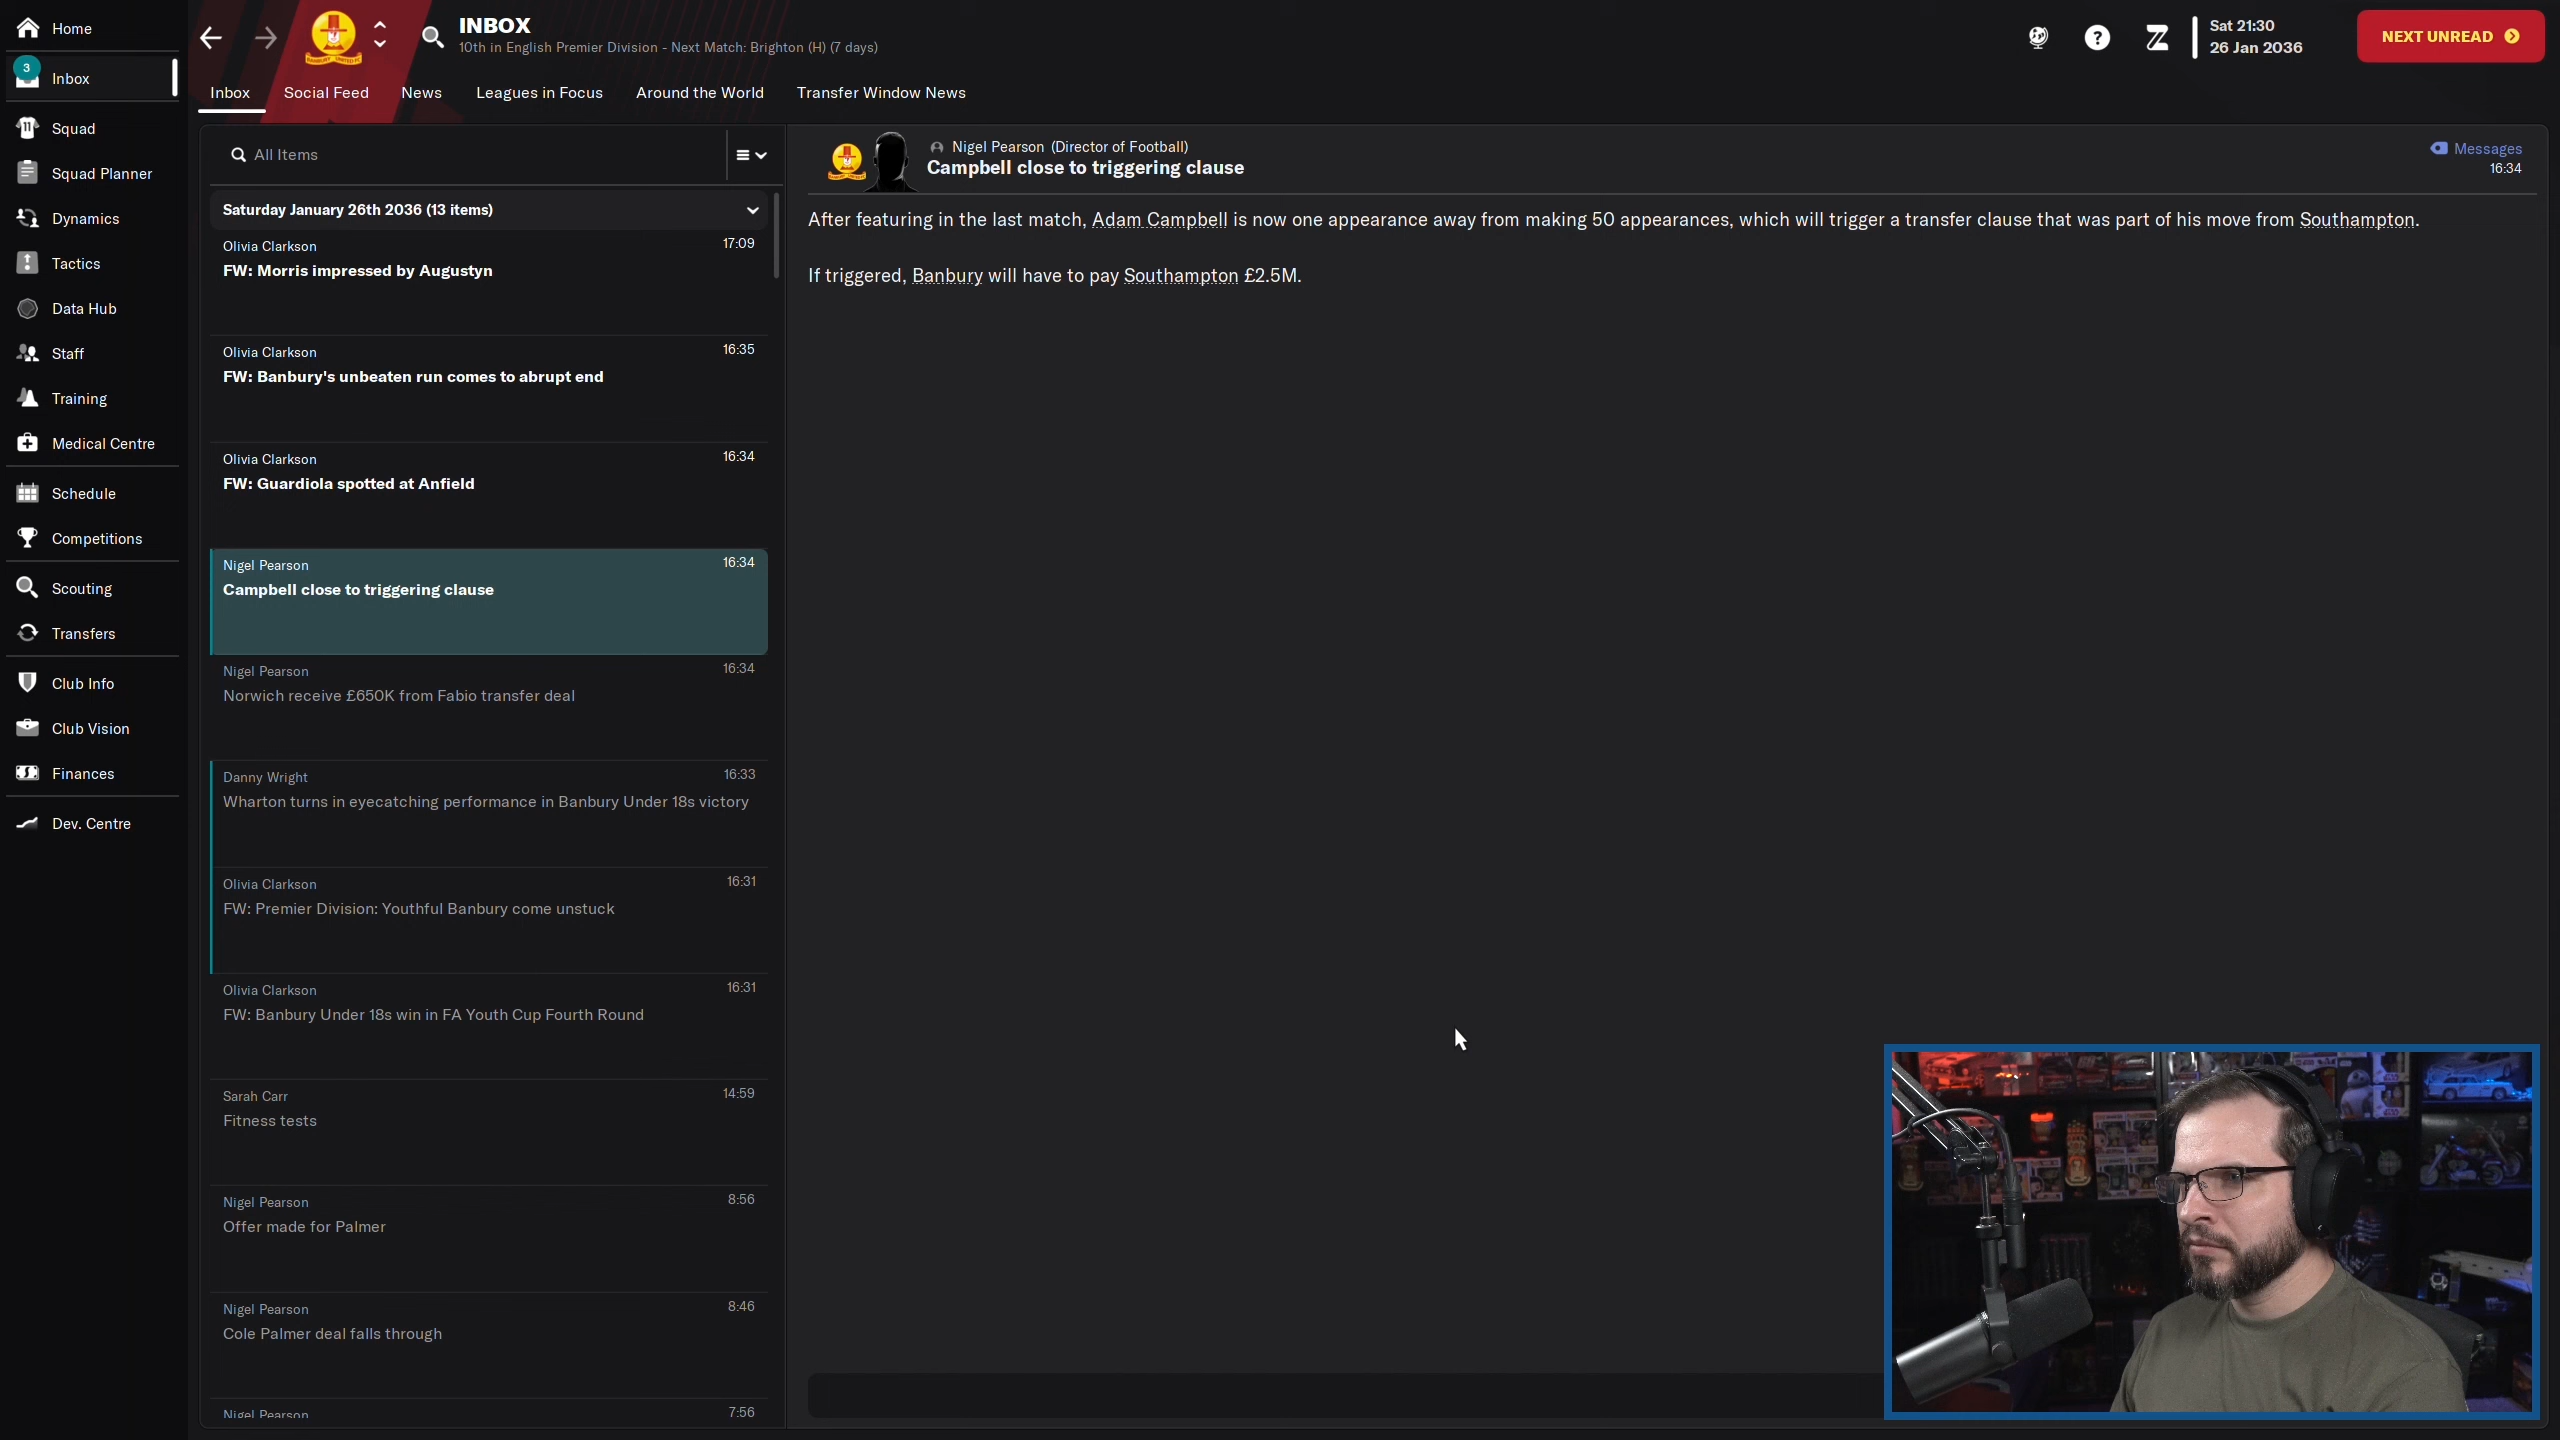 Home
3
Inbox
Squad
Squad Planner
Dynamics
Tactics
Data Hub
Staff
Training
Medical Centre
Schedule
Competitions
Scouting
Transfers
Club Info
Club Vision
Finances
Dev. Centre
INBOX
10th in English Premier Division - Next Match: Brighton (H) (7 days)
Sat 21:30
26 Jan 2036
NEXT UNREAD
Inbox Social Feed News Leagues in Focus Around the World Transfer Window News
All Items
Saturday January 26th 2036 (13 items)
Olivia Clarkson 17:09
FW: Morris impressed by Augustyn
Olivia Clarkson 16:35
FW: Banbury's unbeaten run comes to abrupt end
Olivia Clarkson 16:34
FW: Guardiola spotted at Anfield
Nigel Pearson 16:34
Campbell close to triggering clause
Nigel Pearson 16:34
Norwich receive £650K from Fabio transfer deal
Danny Wright 16:33
Wharton turns in eyecatching performance in Banbury Under 18s victory
Olivia Clarkson 16:31
FW: Premier Division: Youthful Banbury come unstuck
Olivia Clarkson 16:31
FW: Banbury Under 18s win in FA Youth Cup Fourth Round
Sarah Carr 14:59
Fitness tests
Nigel Pearson 8:56
Offer made for Palmer
Nigel Pearson 8:46
Cole Palmer deal falls through
Nigel Pearson 7:56
Nigel Pearson (Director of Football)
Campbell close to triggering clause
Messages
16:34
After featuring in the last match, Adam Campbell is now one appearance away from making 50 appearances, which will trigger a transfer clause that was part of his move from Southampton.
If triggered, Banbury will have to pay Southampton £2.5M.